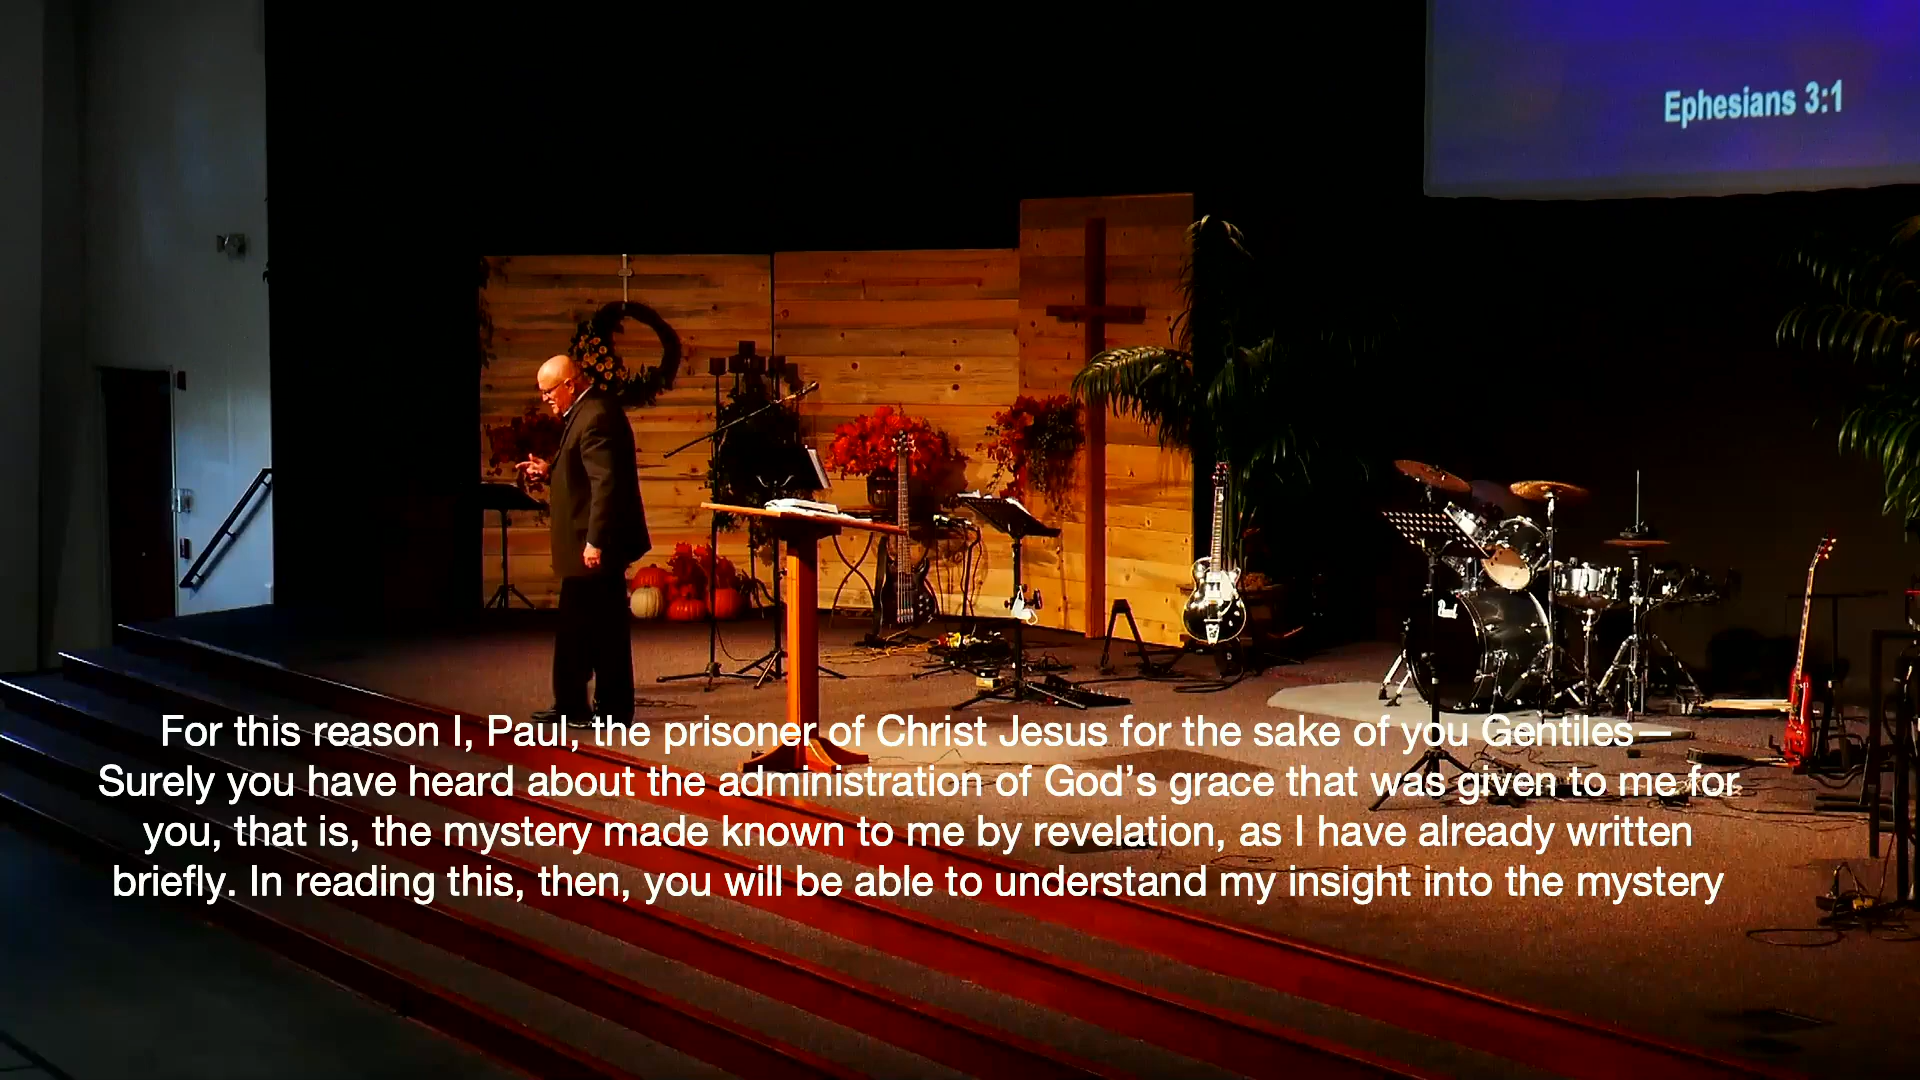 Ephesians 3:1
For this reason I, Paul, the prisoner of Christ Jesus for the sake of you Gentiles—
Surely you have heard about the administration of God’s grace that was given to me for
you, that is, the mystery made known to me by revelation, as I have already written
briefly. In reading this, then, you will be able to understand my insight into the mystery